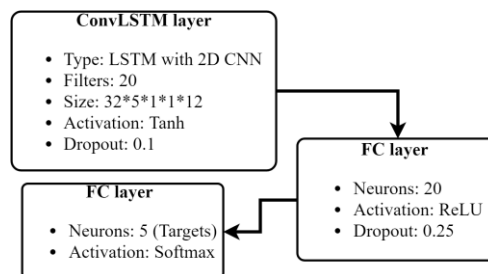 ConvLSTM layer
• Type: LSTM with 2D CNN
• Filters: 20
• Size: 32*5*1*1*12
• Activation: Tanh
• Dropout: 0.1
FC layer
• Neurons: 20
• Activation: ReLU
• Dropout: 0.25
FC layer
• Neurons: 5 (Targets)
• Activation: Softmax